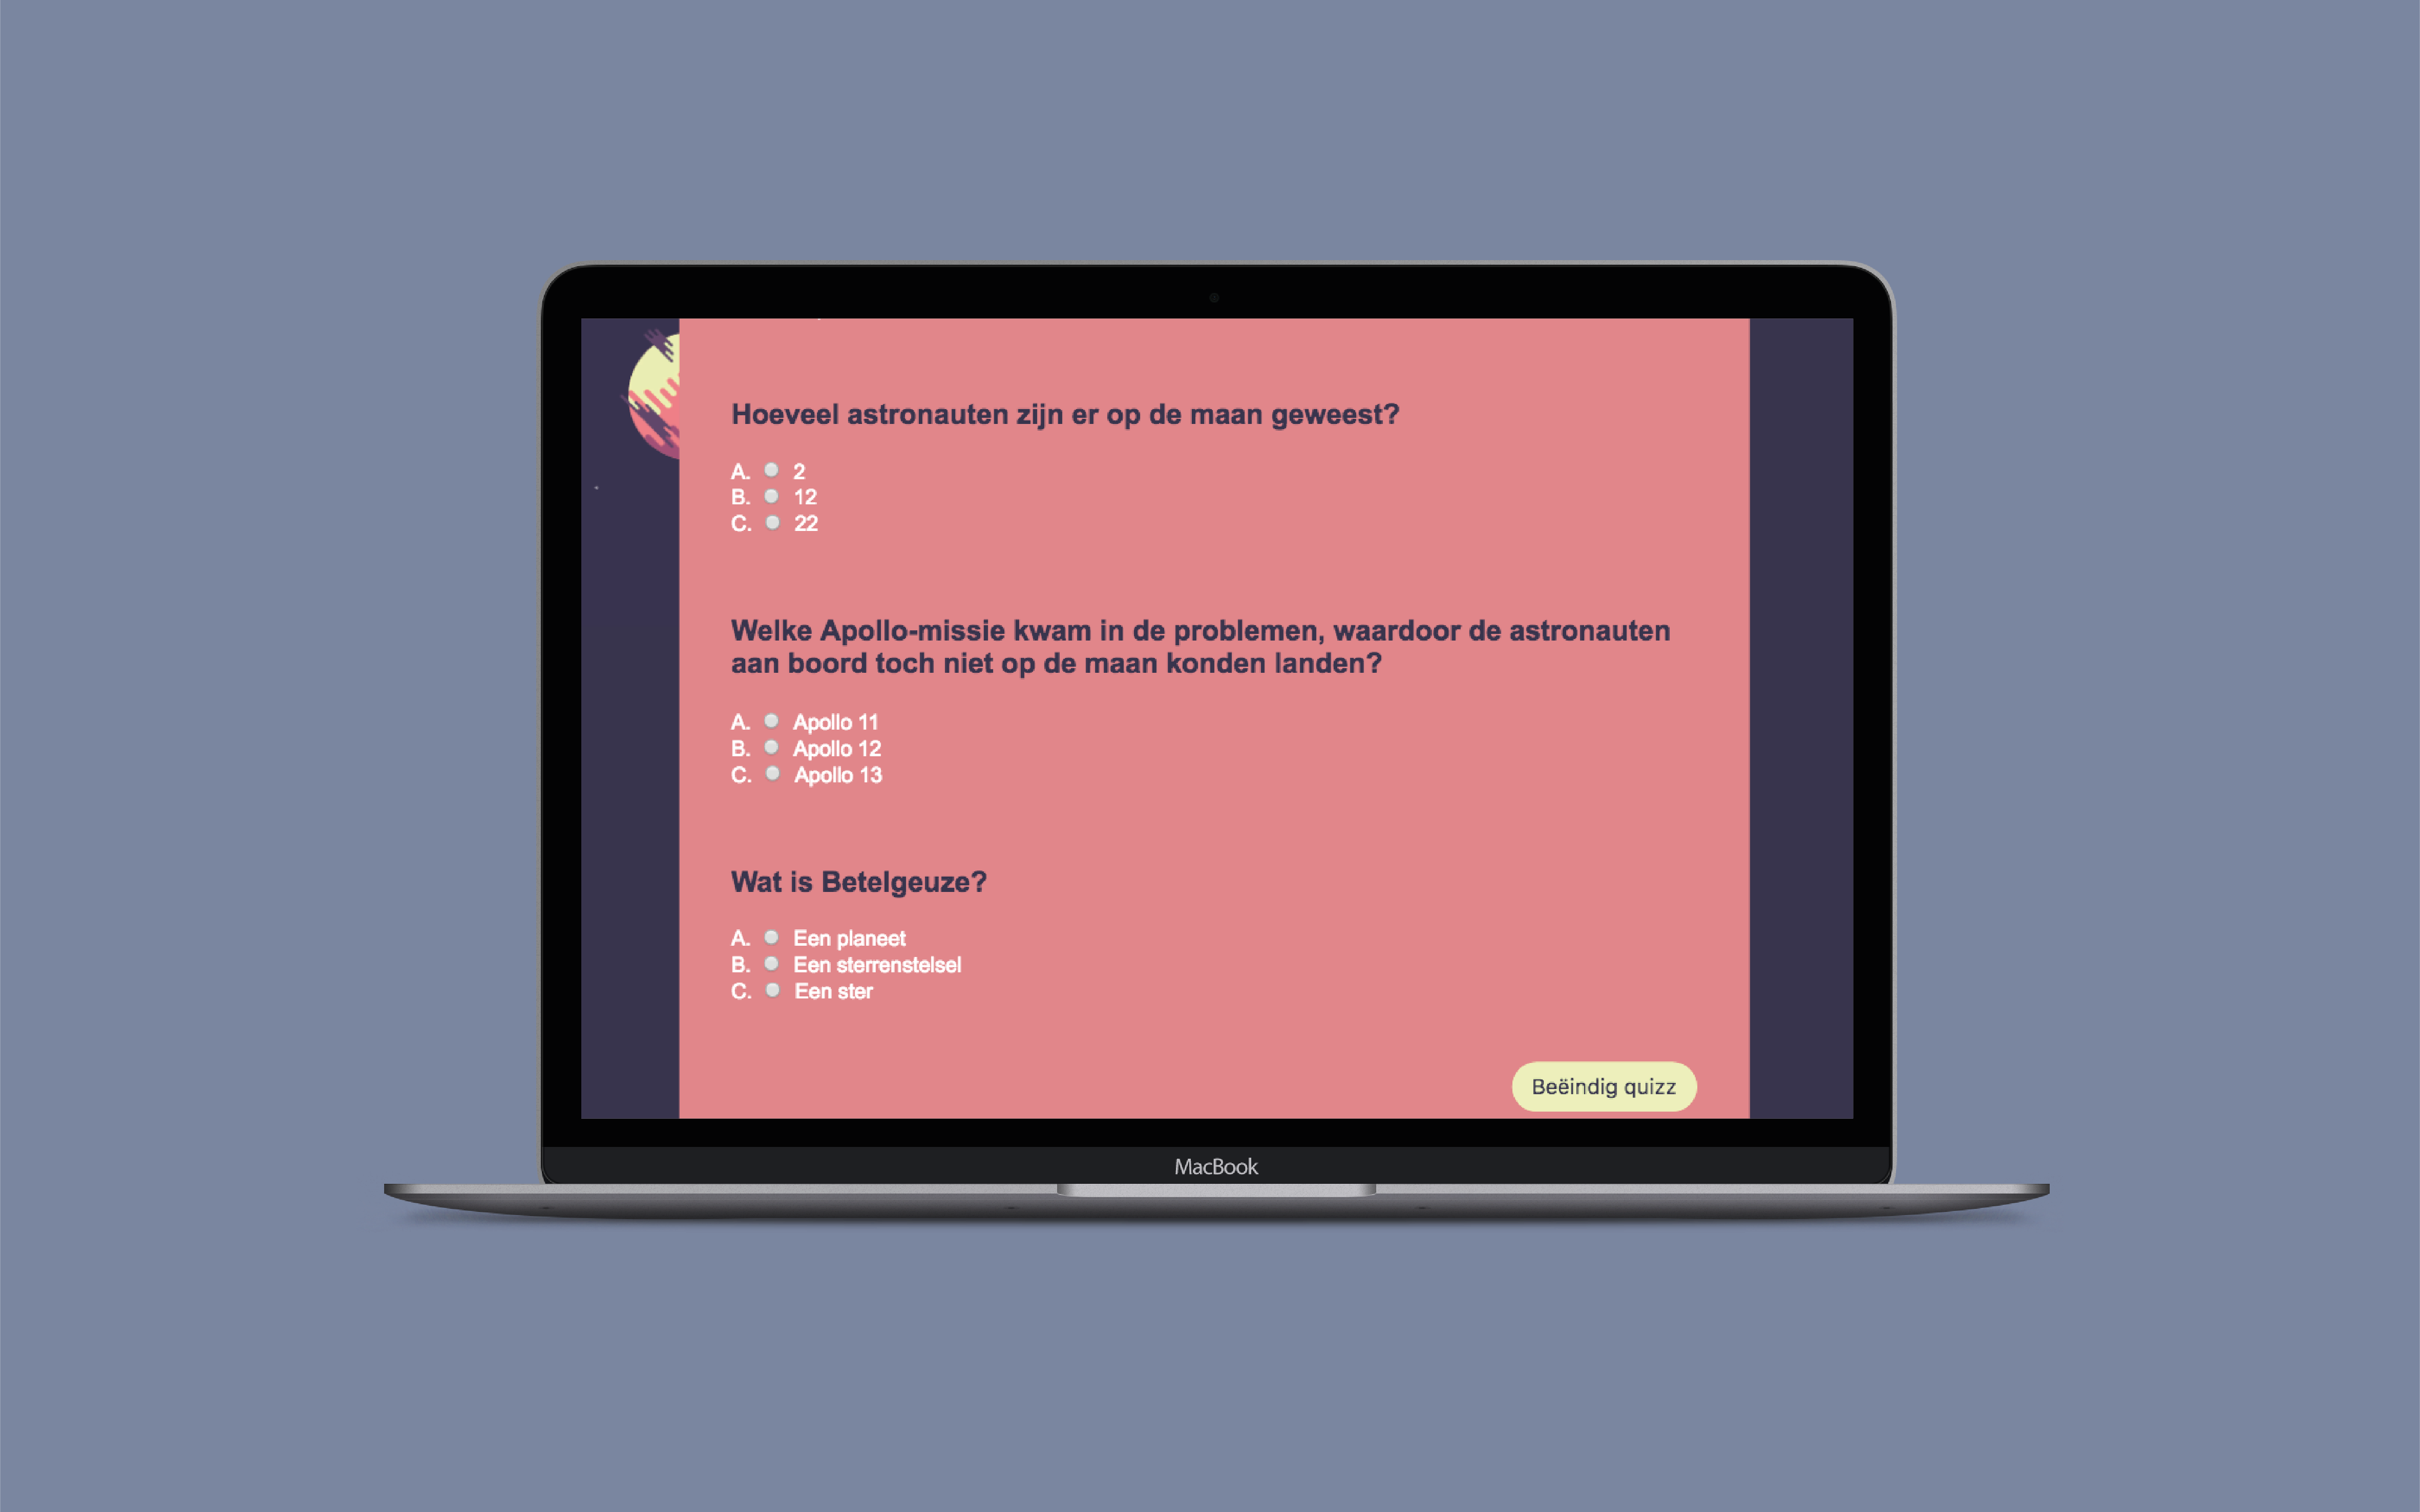 Hoeveel astronauten zijn er op de maan geweest?
A. 2
B. 12
C. 22
Welke Apollo-missie kwam in de problemen, waardoor de astronauten
aan boord toch niet op de maan konden landen?
A. Apollo 11
B. Apollo 12
C. Apollo 13
Wat is Betelgeuze?
A. Een planeet
B. Een sterrenstelsel
C. Een ster
Beëindig quizz
MacBook